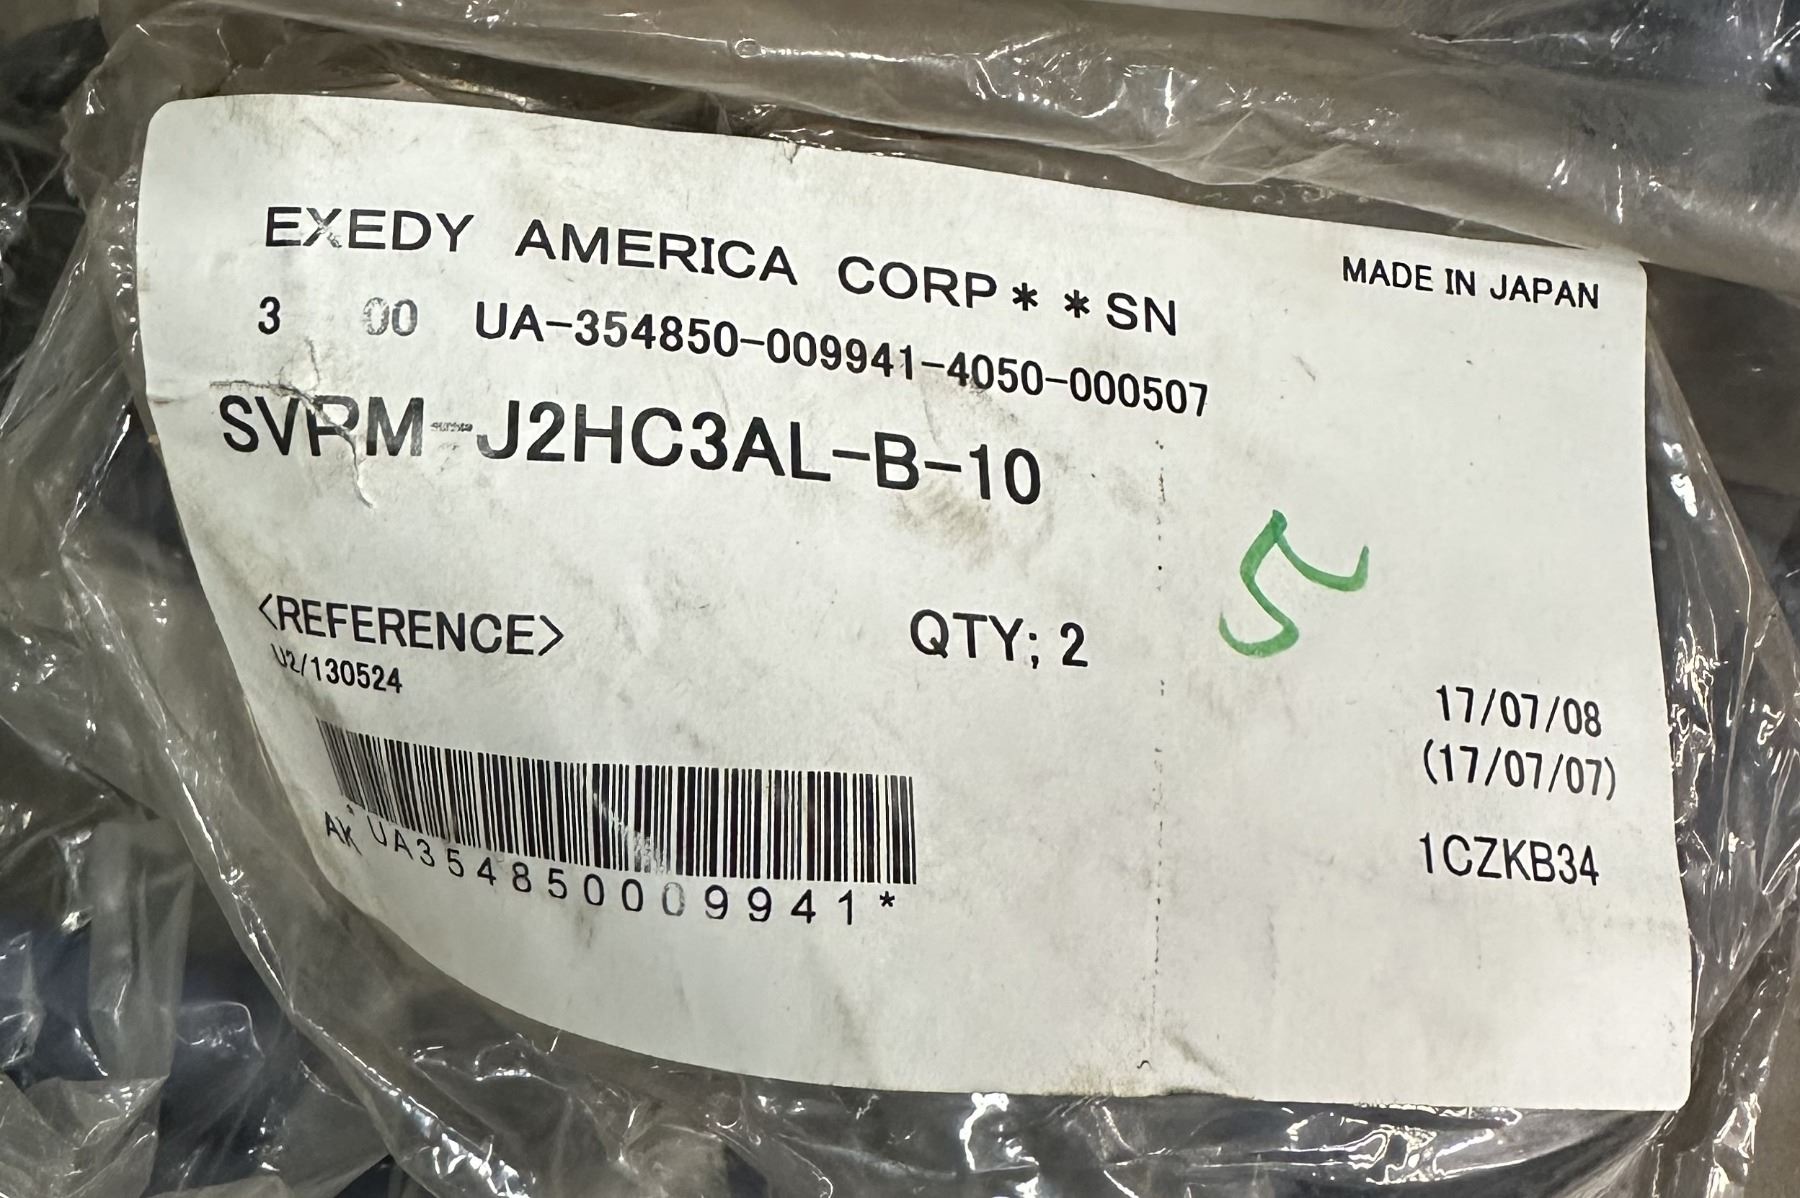 EXEDY AMERICA CORP**SN
MADE IN JAPAN
3 00 UA-354850-009941-4050-000507
SVPM-J2HC3AL-B-10
5
<REFERENCE>
QTY; 2
U2/130524
17/07/08
(17/07/07)
1CZKB34
AK *UA354850009941*